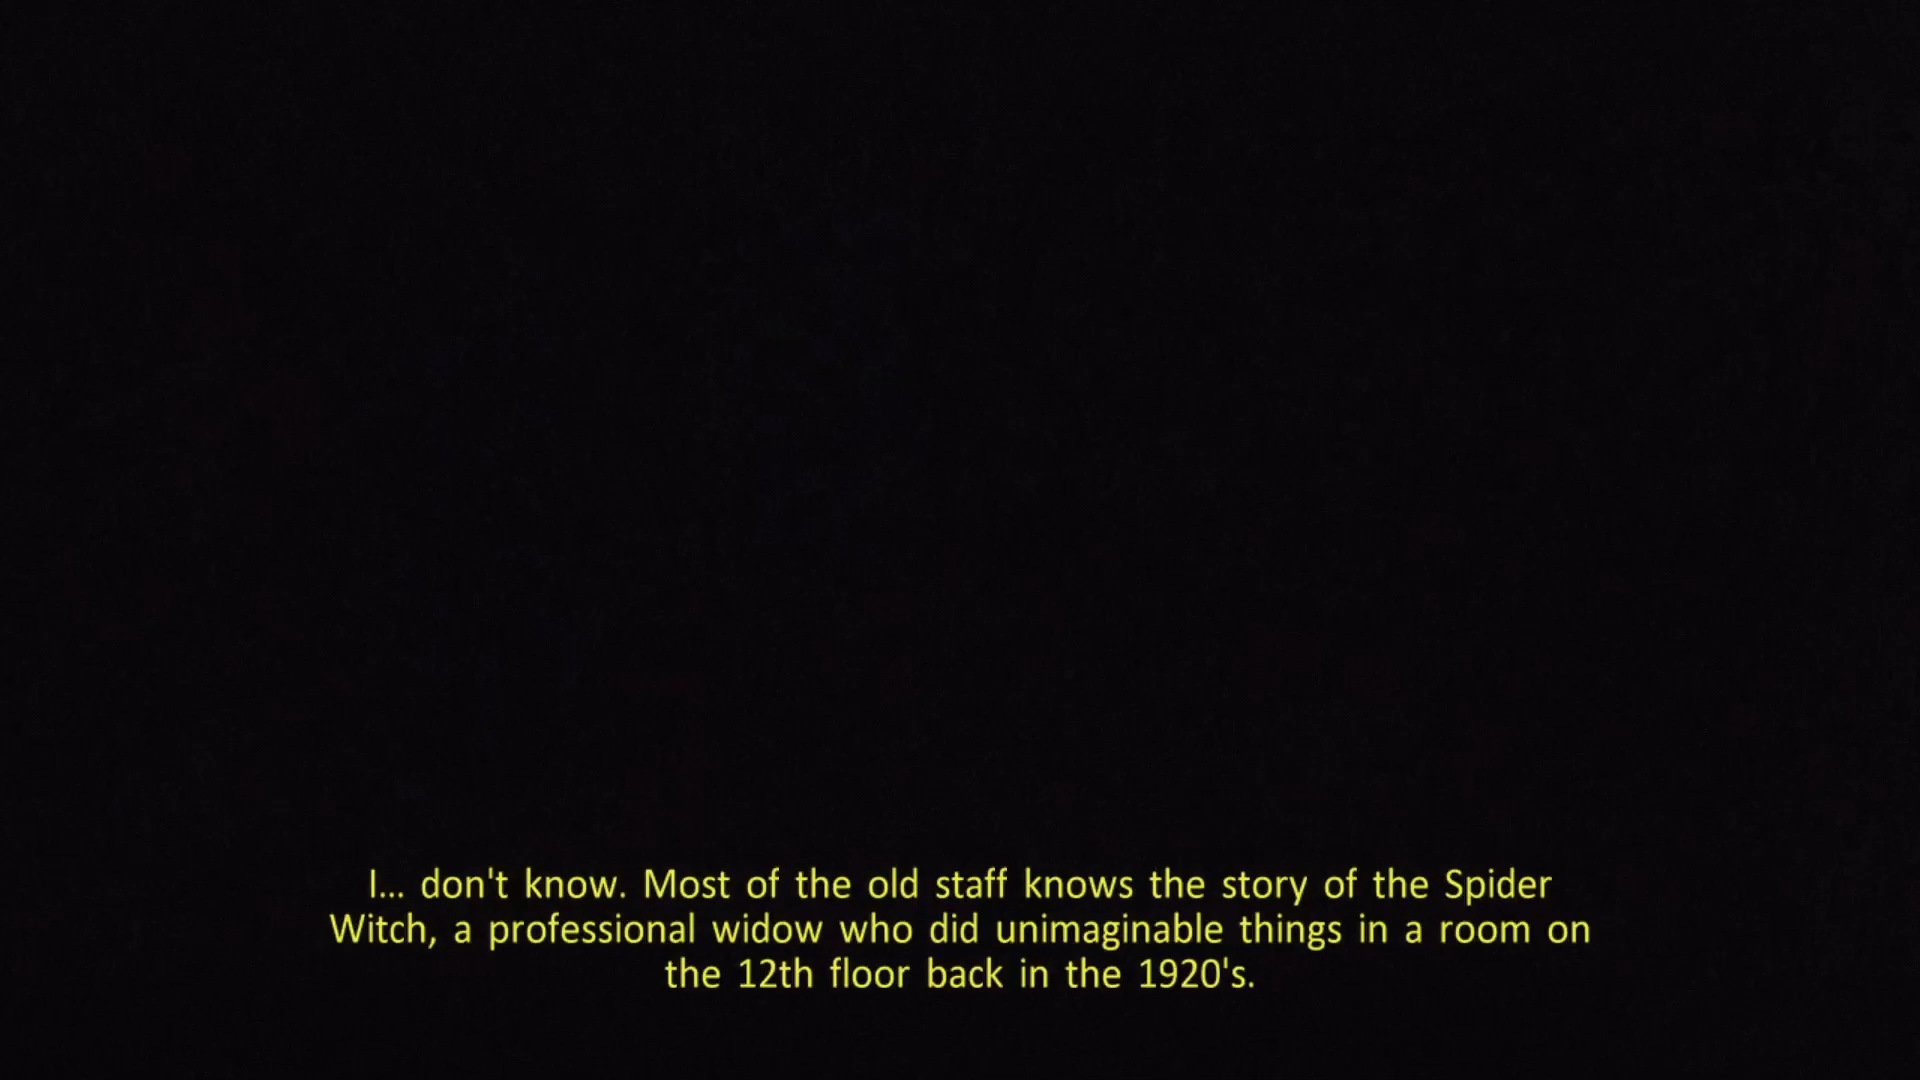 I... don't know. Most of the old staff knows the story of the Spider
Witch, a professional widow who did unimaginable things in a room on
the 12th floor back in the 1920's.